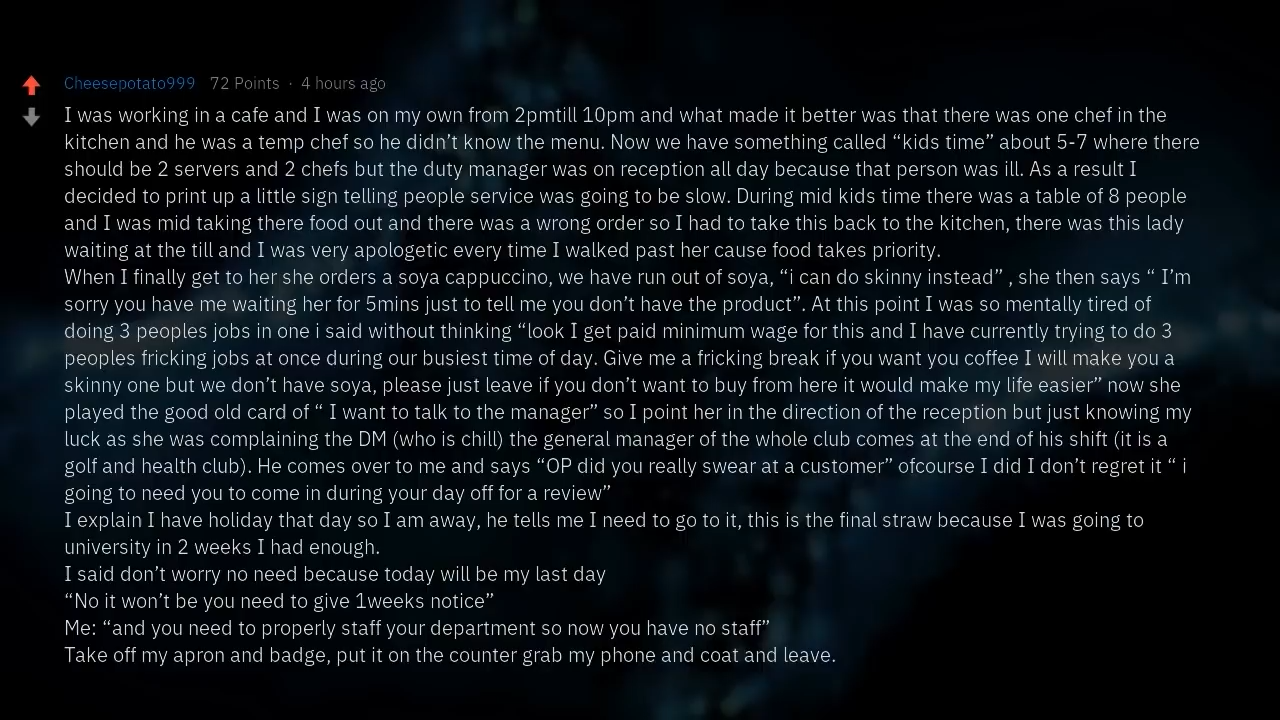 Cheesepotato999 72 Points · 4 hours ago
I was working in a cafe and I was on my own from 2pmtill 10pm and what made it better was that there was one chef in the
kitchen and he was a temp chef so he didn’t know the menu. Now we have something called “kids time” about 5-7 where there
should be 2 servers and 2 chefs but the duty manager was on reception all day because that person was ill. As a result I
decided to print up a little sign telling people service was going to be slow. During mid kids time there was a table of 8 people
and I was mid taking there food out and there was a wrong order so I had to take this back to the kitchen, there was this lady
waiting at the till and I was very apologetic every time I walked past her cause food takes priority.
When I finally get to her she orders a soya cappuccino, we have run out of soya, “i can do skinny instead” , she then says “ I’m
sorry you have me waiting her for 5mins just to tell me you don’t have the product”. At this point I was so mentally tired of
doing 3 peoples jobs in one i said without thinking “look I get paid minimum wage for this and I have currently trying to do 3
peoples fricking jobs at once during our busiest time of day. Give me a fricking break if you want you coffee I will make you a
skinny one but we don’t have soya, please just leave if you don’t want to buy from here it would make my life easier” now she
played the good old card of “ I want to talk to the manager” so I point her in the direction of the reception but just knowing my
luck as she was complaining the DM (who is chill) the general manager of the whole club comes at the end of his shift (it is a
golf and health club). He comes over to me and says “OP did you really swear at a customer” ofcourse I did I don’t regret it “ i
going to need you to come in during your day off for a review”
I explain I have holiday that day so I am away, he tells me I need to go to it, this is the final straw because I was going to
university in 2 weeks I had enough.
I said don’t worry no need because today will be my last day
“No it won’t be you need to give 1weeks notice”
Me: “and you need to properly staff your department so now you have no staff”
Take off my apron and badge, put it on the counter grab my phone and coat and leave.